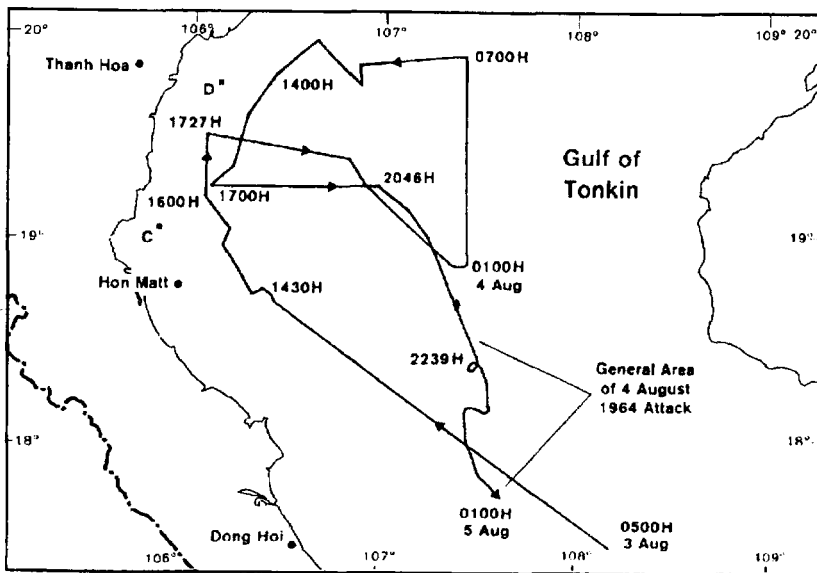 20°
106°
107°
108°
109° 20°
Thanh Hoa
D
0700H
1400H
1727H
Gulf of
Tonkin
2046H
1600H
1700H
19°
C
19°
0100H
4 Aug
Hon Matt
1430H
2239H
General Area
of 4 August
1964 Attack
18°
18°
0100H
5 Aug
0500H
3 Aug
Dong Hoi
106°
107°
108°
109°